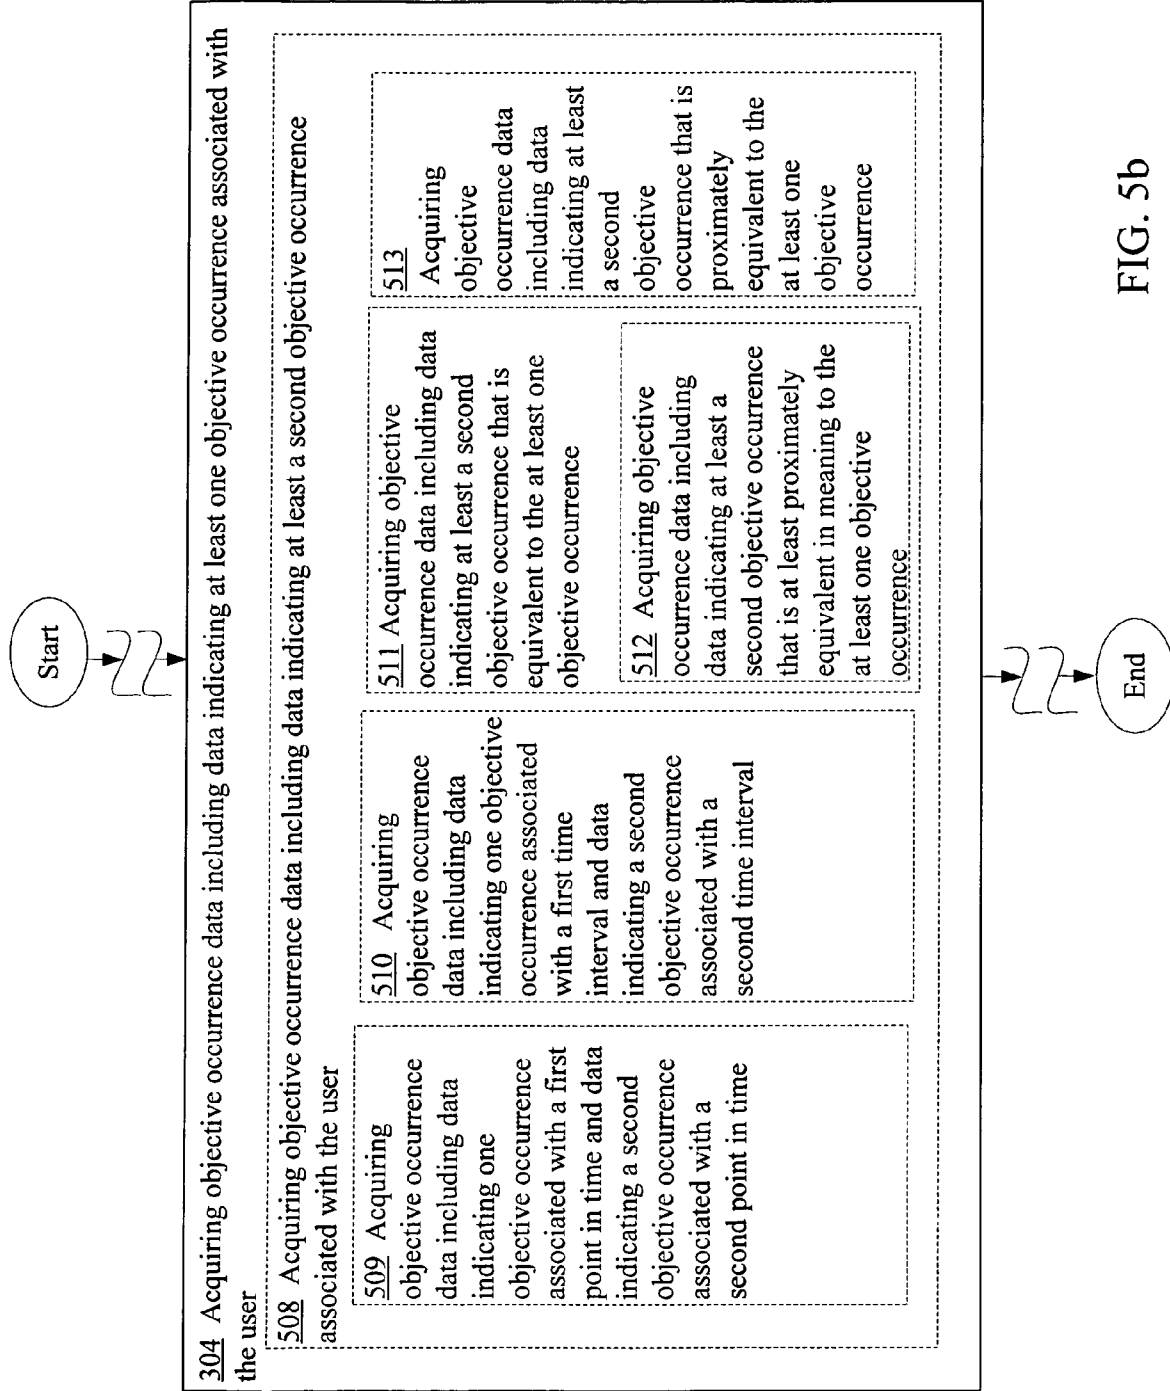 Start
304 Acquiring objective occurrence data including data indicating at least one objective occurrence associated with
the user
508 Acquiring objective occurrence data including data indicating at least a second objective occurrence
associated with the user
509 Acquiring
objective occurrence
data including data
indicating one
objective occurrence
associated with a first
point in time and data
indicating a second
objective occurrence
associated with a
second point in time
510 Acquiring
objective occurrence
data including data
indicating one objective
occurrence associated
with a first time
interval and data
indicating a second
objective occurrence
associated with a
second time interval
511 Acquiring objective
occurrence data including data
indicating at least a second
objective occurrence that is
equivalent to the at least one
objective occurrence
512 Acquiring objective
occurrence data including
data indicating at least a
second objective occurrence
that is at least proximately
equivalent in meaning to the
at least one objective
occurrence
513
Acquiring
objective
occurrence data
including data
indicating at least
a second
objective
occurrence that is
proximately
equivalent to the
at least one
objective
occurrence
End
FIG. 5b